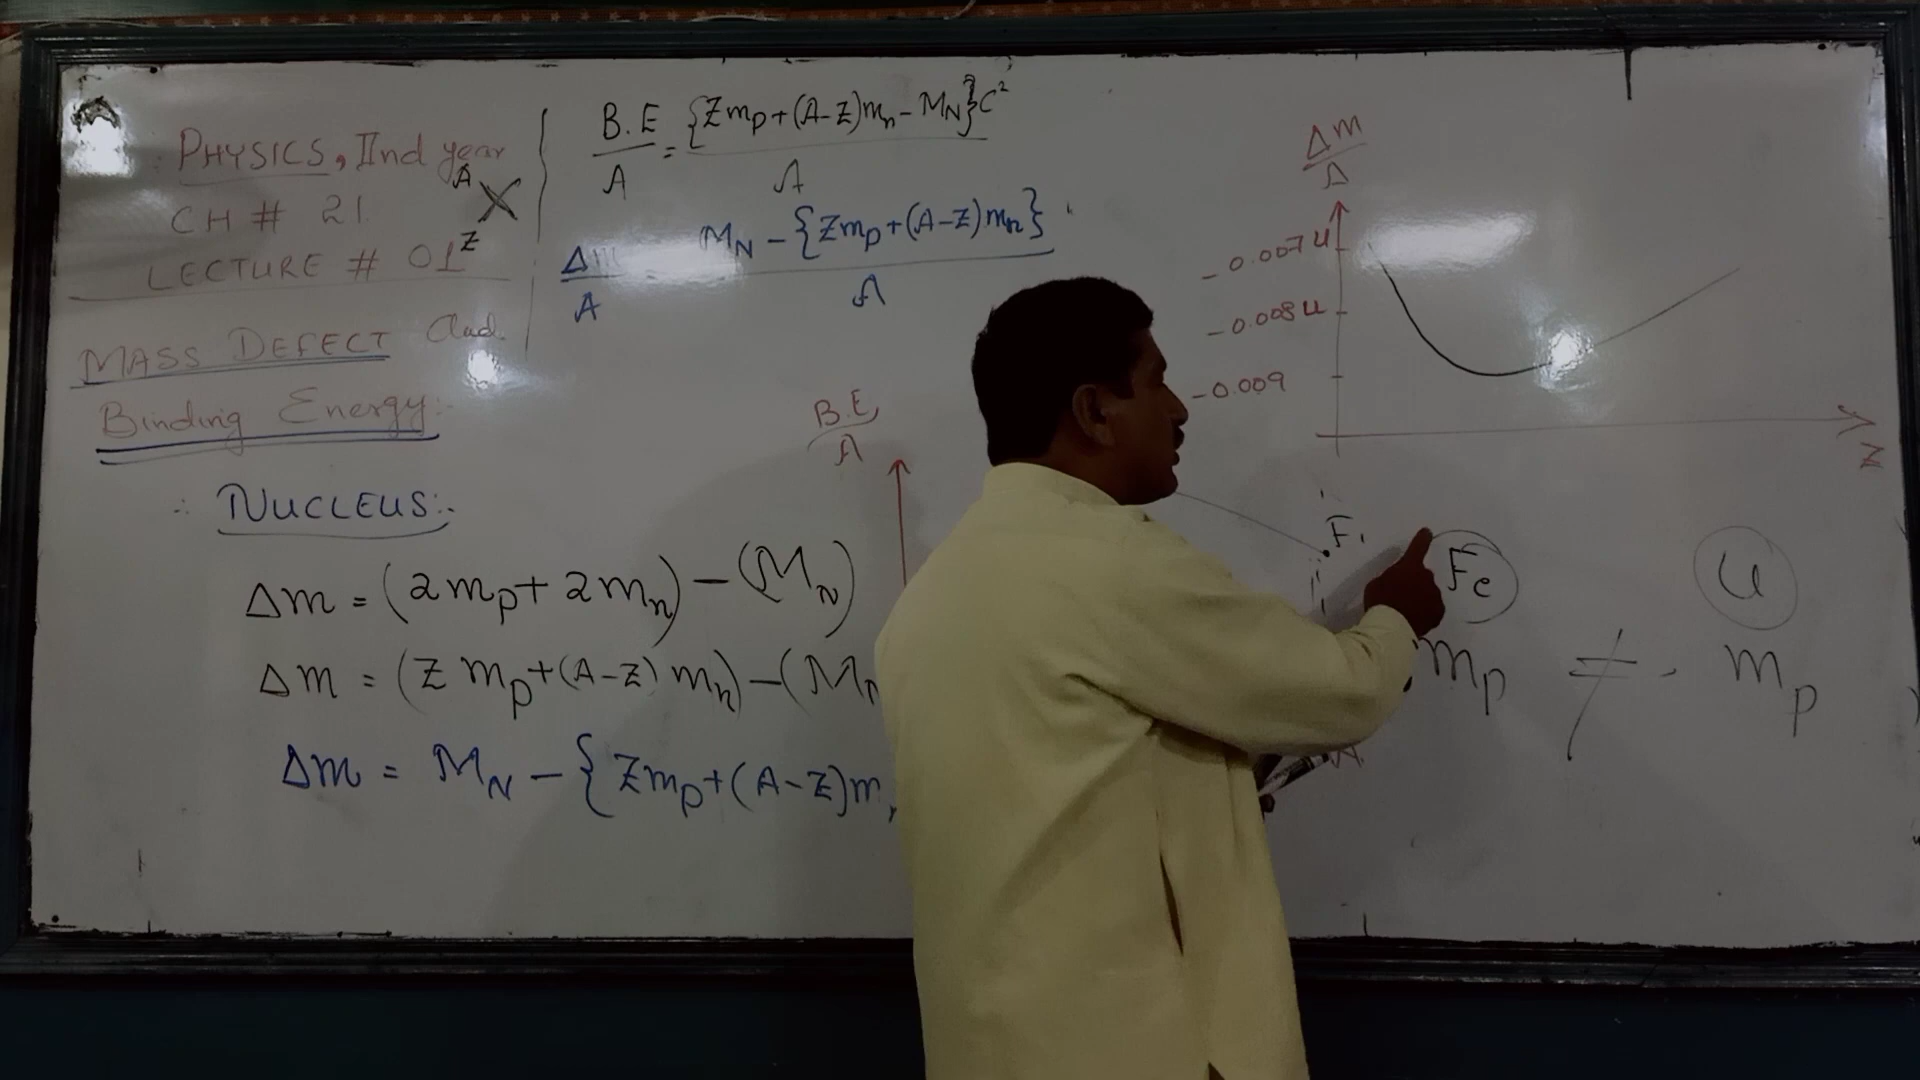 PHYSICS, IInd year
CH # 21
LECTURE # 01
A
X
Z
MASS DEFECT And
Binding Energy:-
∴ NUCLEUS:-
Δm = (2mp + 2mn) - (MN)
Δm = (Z mp + (A-Z) mn) - (M
Δm = MN - {Zmp + (A-Z)m
B.E/A = {Zmp + (A-Z)mn - MN}C²/A
Δm/A = MN - {Zmp + (A-Z)mn}/A
B.E/A
Δm/A
-0.007u
-0.008u
-0.009
Z
Fe
U
mp ≠ mp